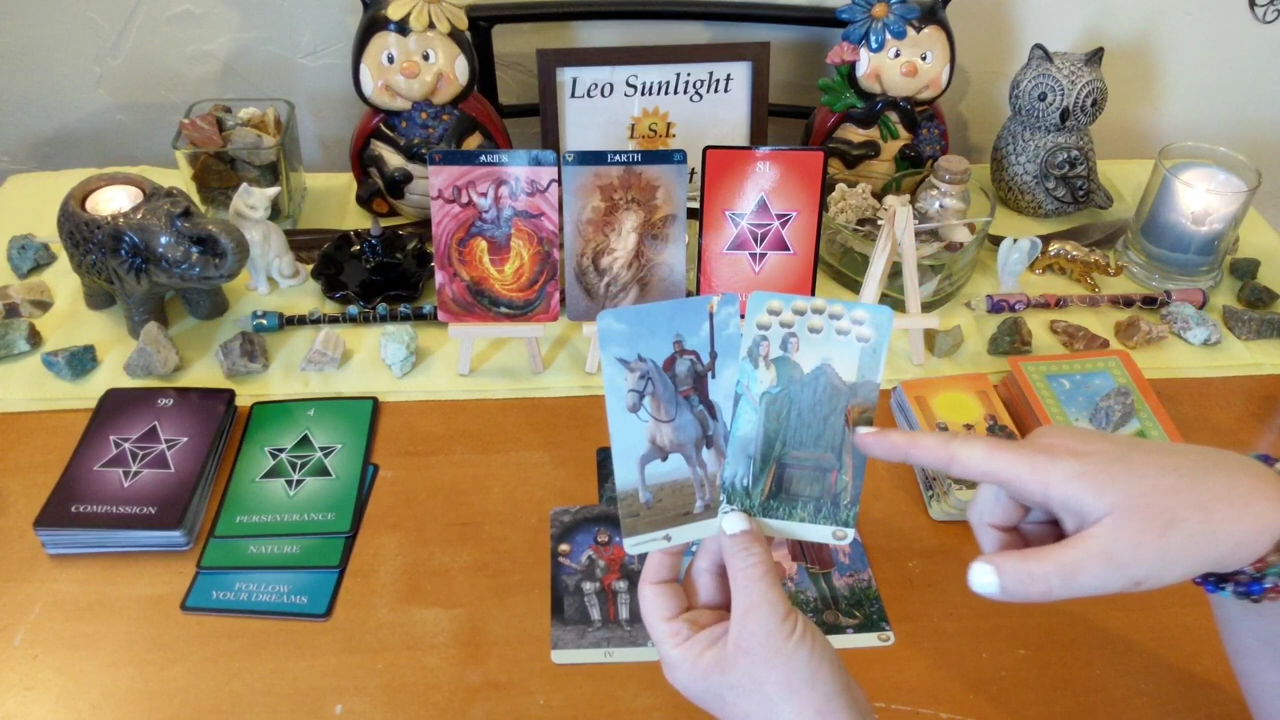 Leo Sunlight
L.S.I.
ARIES
EARTH
26
81
99
COMPASSION
4
PERSEVERANCE
NATURE
FOLLOW
YOUR DREAMS
IV